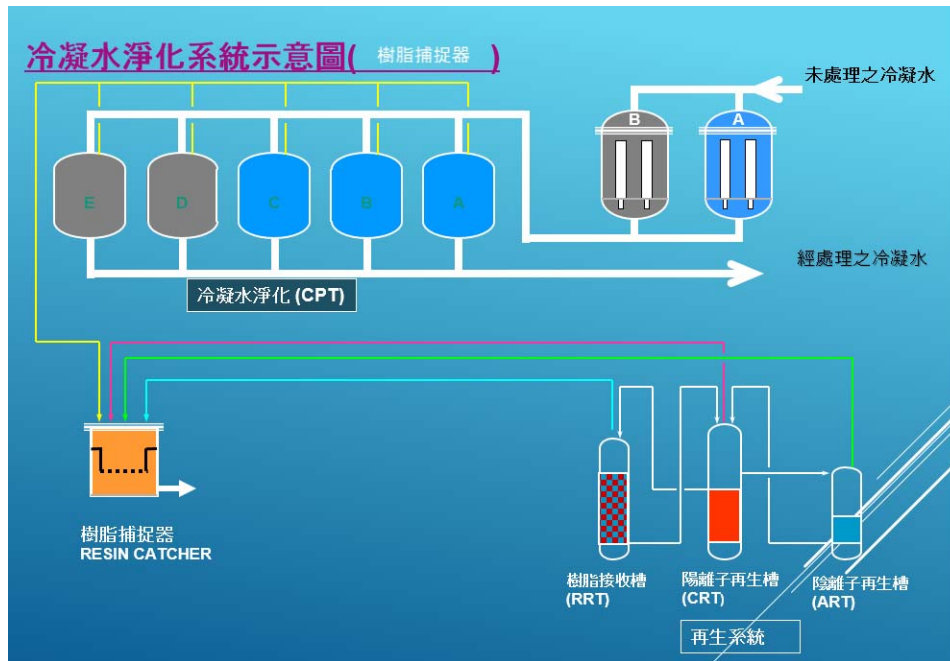 冷凝水淨化系統示意圖( 樹脂捕捉器 )
未處理之冷凝水
B
A
E
D
C
B
A
經處理之冷凝水
冷凝水淨化 (CPT)
樹脂捕捉器
RESIN CATCHER
樹脂接收槽
(RRT)
陽離子再生槽
(CRT)
陰離子再生槽
(ART)
再生系統